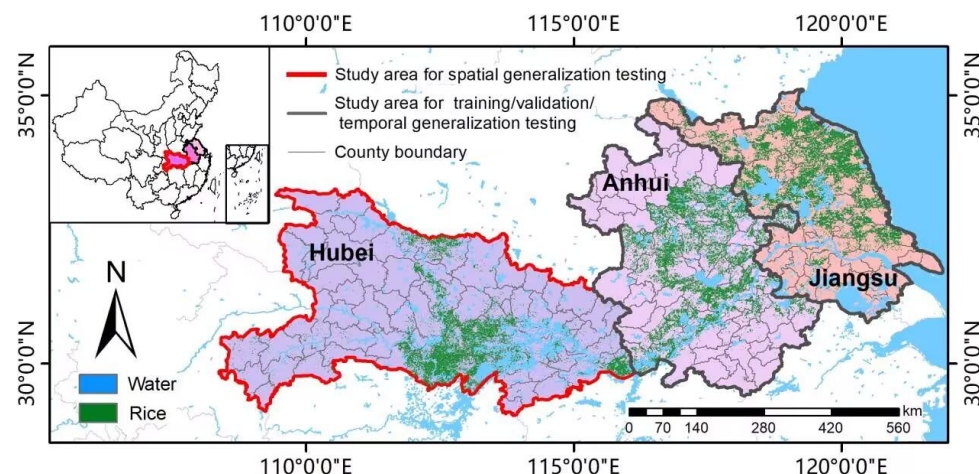 110°0'0"E 115°0'0"E 120°0'0"E
35°0'0"N
35°0'0"N
Study area for spatial generalization testing
Study area for training/validation/
temporal generalization testing
County boundary
Anhui
Hubei
Jiangsu
N
30°0'0"N
30°0'0"N
Water
Rice
km
0 70 140 280 420 560
110°0'0"E 115°0'0"E 120°0'0"E